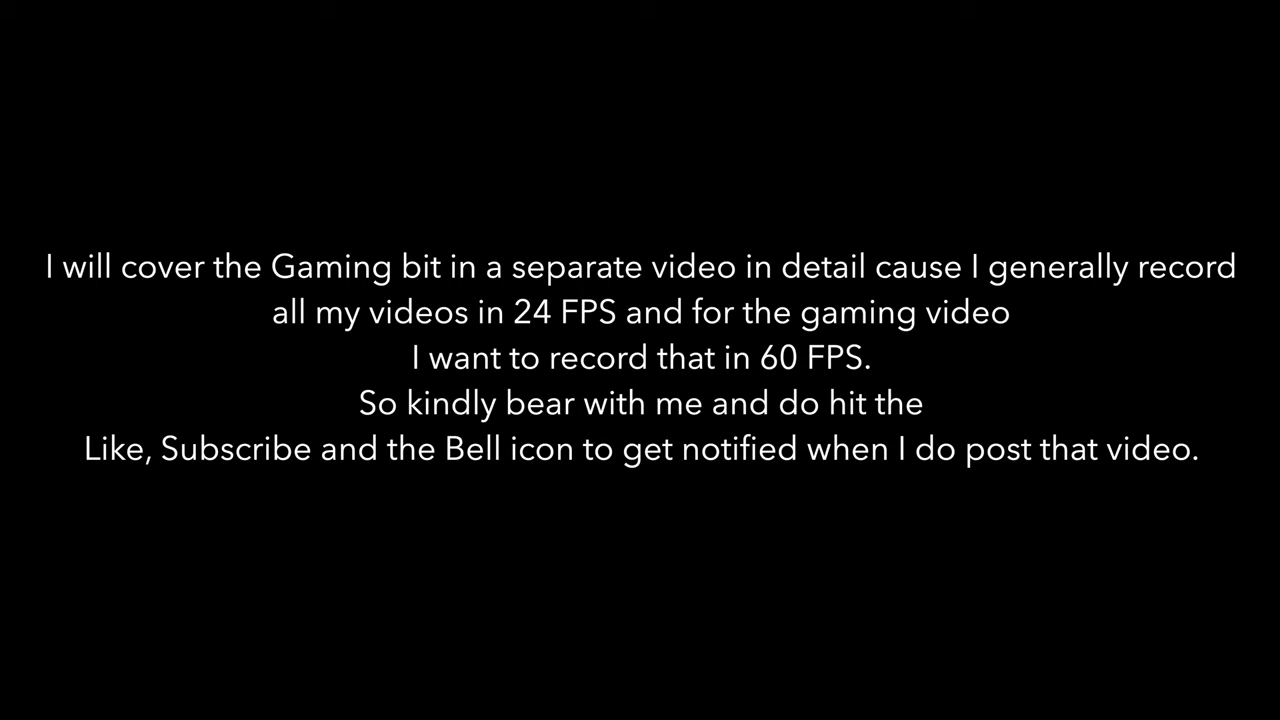 I will cover the Gaming bit in a separate video in detail cause I generally record
all my videos in 24 FPS and for the gaming video
I want to record that in 60 FPS.
So kindly bear with me and do hit the
Like, Subscribe and the Bell icon to get notified when I do post that video.